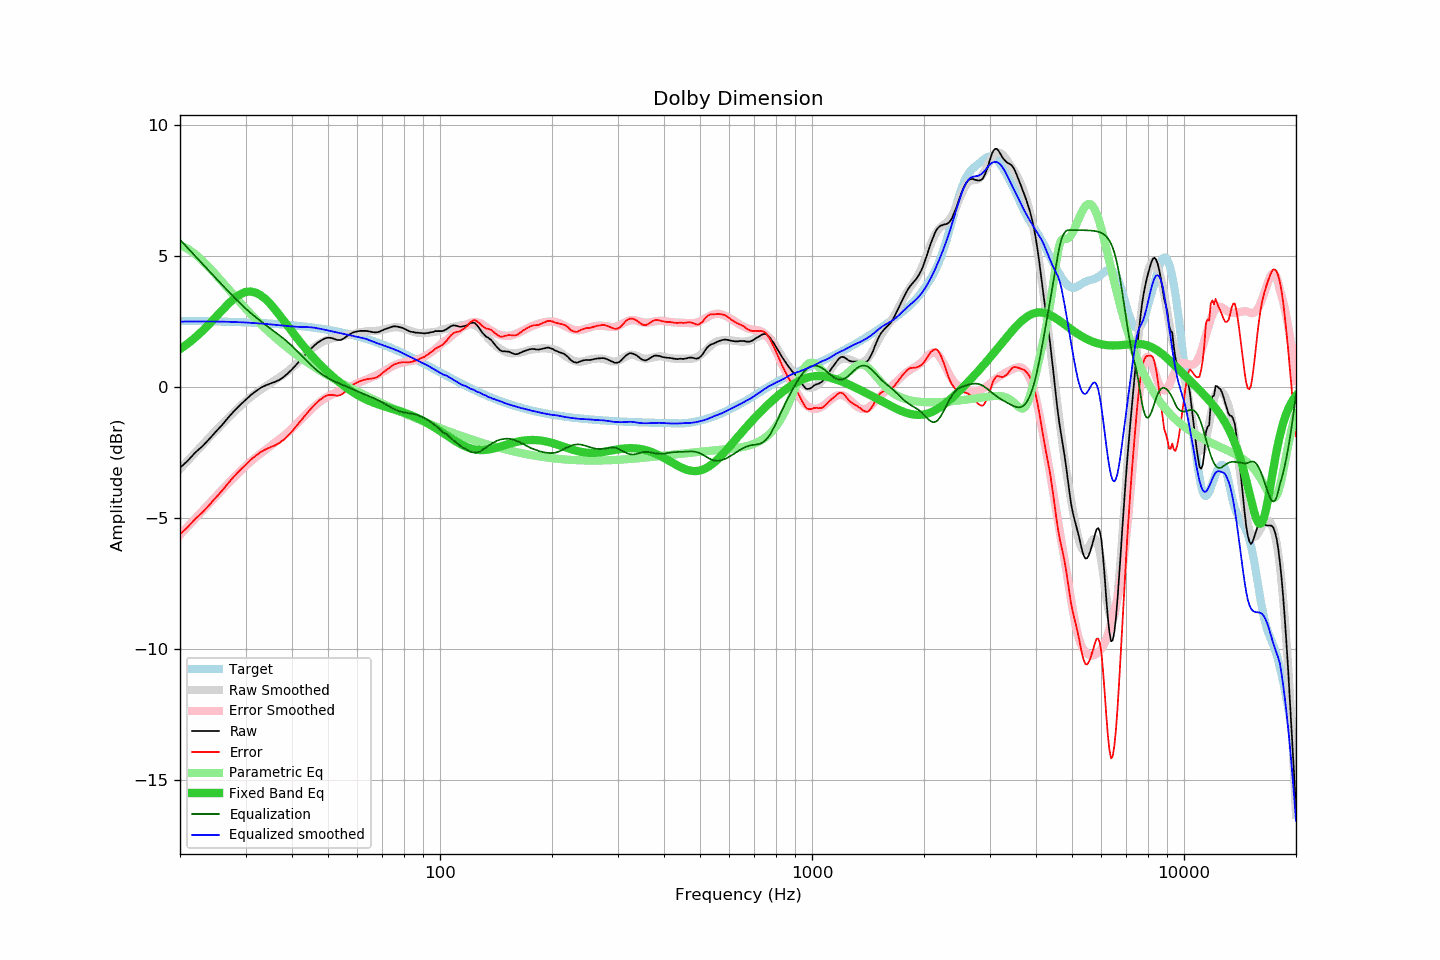 Dolby Dimension
10
5
0
−5
−10
−15
Amplitude (dBr)
Target
Raw Smoothed
Error Smoothed
Raw
Error
Parametric Eq
Fixed Band Eq
Equalization
Equalized smoothed
100
1000
10000
Frequency (Hz)